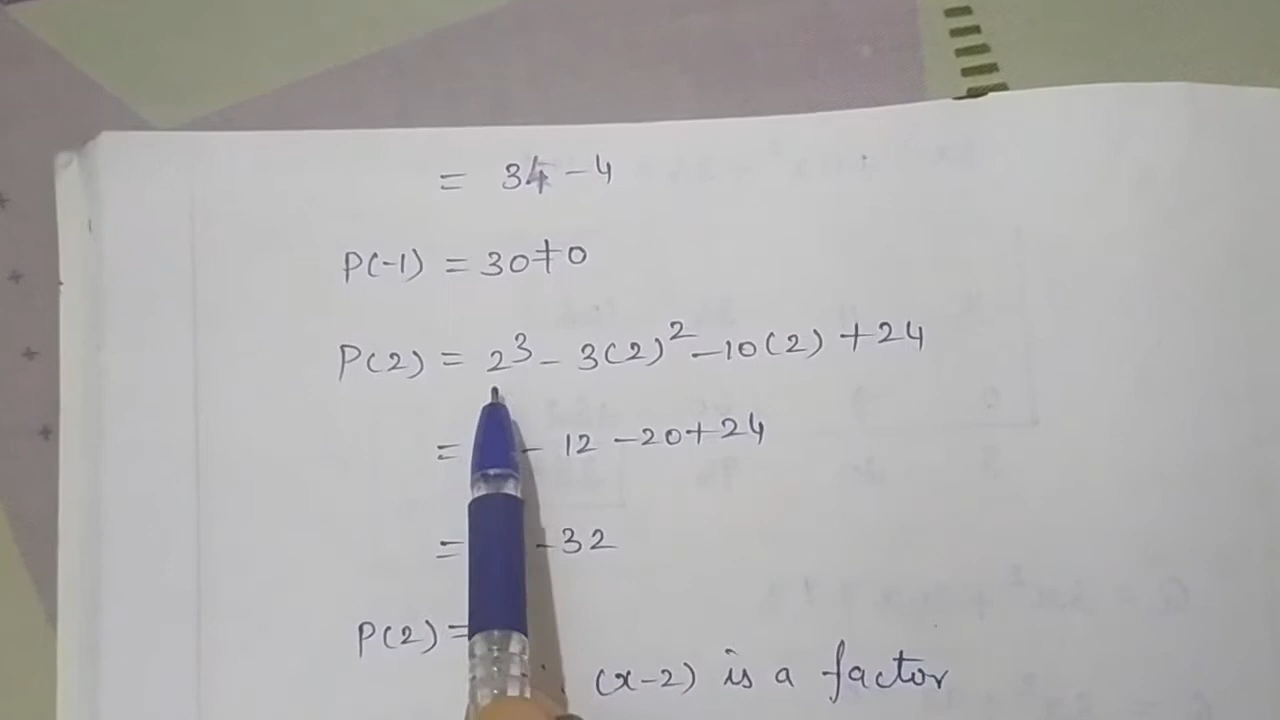 = 34 - 4
P(-1) = 30 ≠ 0
P(2) = 2³ - 3(2)² - 10(2) + 24
= - 12 - 20 + 24
= - 32
P(2) =
(x-2) is a factor